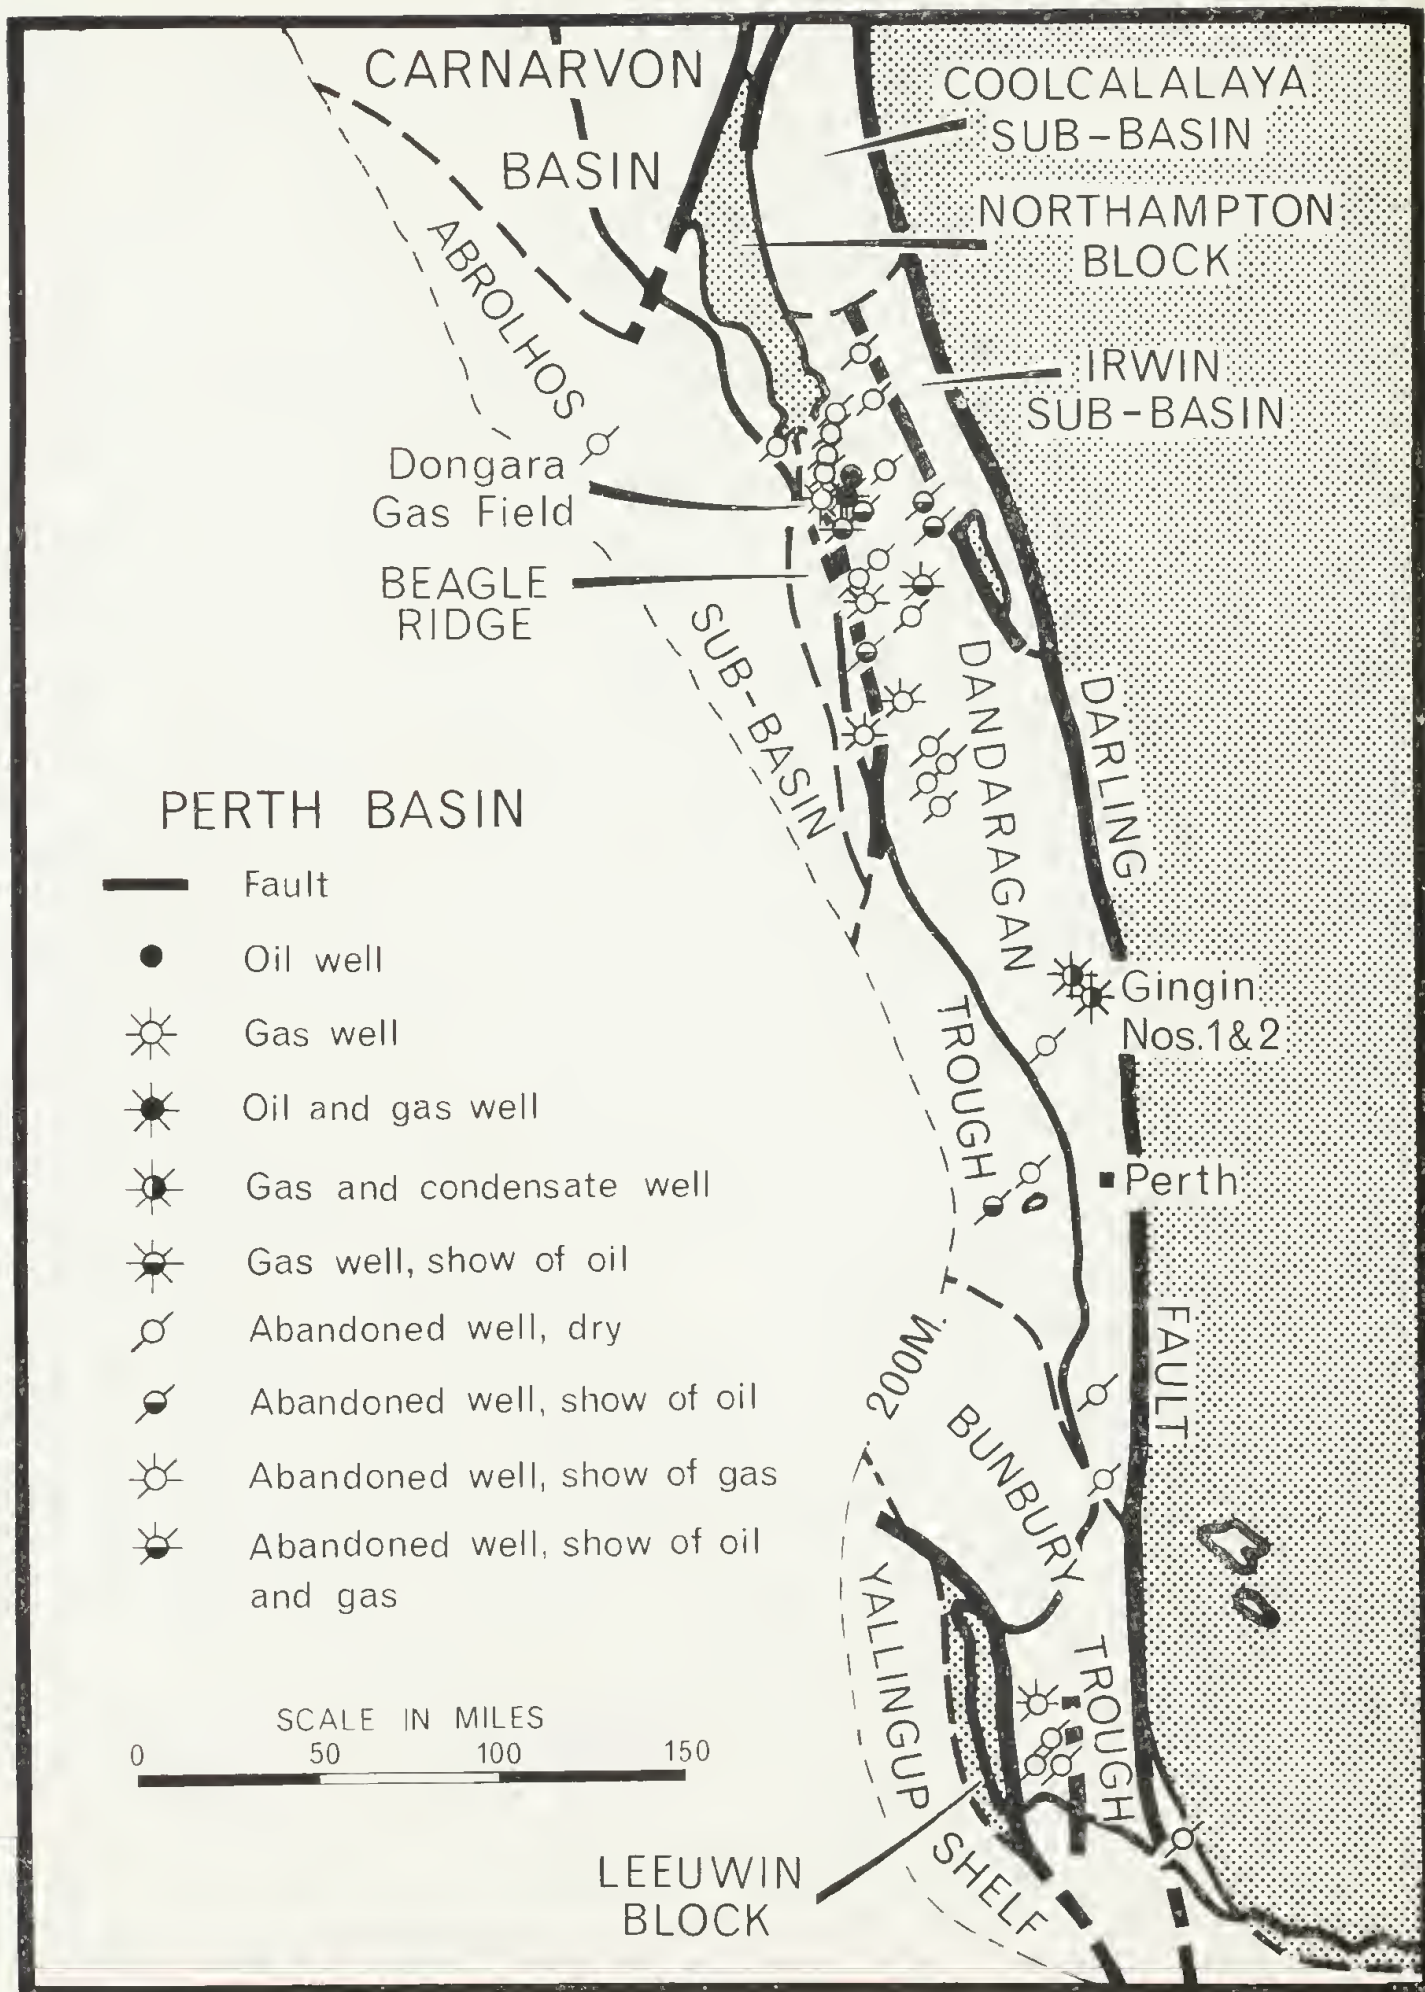 CARNARVON
BASIN
COOLCALALAYA
SUB-BASIN
NORTHAMPTON
BLOCK
ABROLHOS
IRWIN
SUB-BASIN
Dongara
Gas Field
BEAGLE
RIDGE
SUB-BASIN
DANDARAGAN
DARLING
PERTH BASIN
Fault
Oil well
Gas well
Oil and gas well
Gas and condensate well
Gas well, show of oil
Abandoned well, dry
Abandoned well, show of oil
Abandoned well, show of gas
Abandoned well, show of oil
and gas
Gingin
Nos.1&2
TROUGH
Perth
200M.
FAULT
BUNBURY
TROUGH
YALLINGUP
SHELF
SCALE IN MILES
0 50 100 150
LEEUWIN
BLOCK